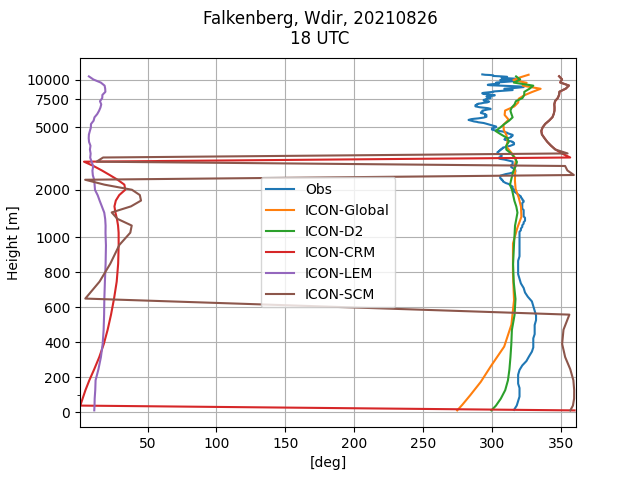 Falkenberg, Wdir, 20210826
18 UTC
Height [m]
10000
7500
5000
2000
1000
800
600
400
200
0
Obs
ICON-Global
ICON-D2
ICON-CRM
ICON-LEM
ICON-SCM
50 100 150 200 250 300 350
[deg]